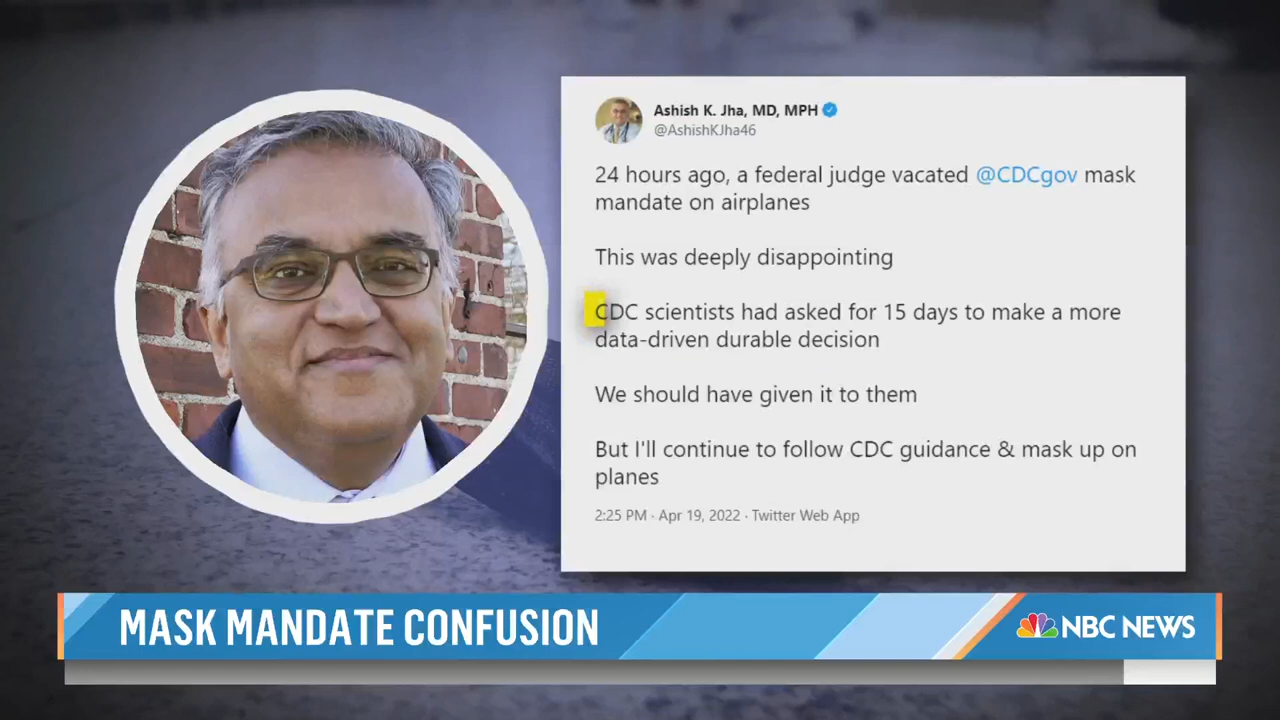 Ashish K. Jha, MD, MPH
@AshishKJha46
24 hours ago, a federal judge vacated @CDCgov mask
mandate on airplanes
This was deeply disappointing
CDC scientists had asked for 15 days to make a more
data-driven durable decision
We should have given it to them
But I'll continue to follow CDC guidance & mask up on
planes
2:25 PM · Apr 19, 2022 · Twitter Web App
MASK MANDATE CONFUSION
NBC NEWS